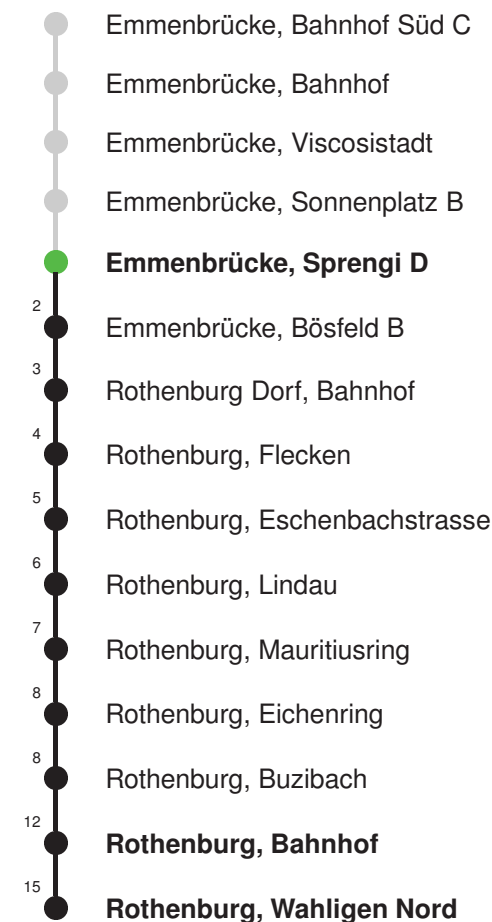 Emmenbrücke, Bahnhof Süd C
Emmenbrücke, Bahnhof
Emmenbrücke, Viscosistadt
Emmenbrücke, Sonnenplatz B
Emmenbrücke, Sprengi D
2 Emmenbrücke, Bösfeld B
3 Rothenburg Dorf, Bahnhof
4 Rothenburg, Flecken
5 Rothenburg, Eschenbachstrasse
6 Rothenburg, Lindau
7 Rothenburg, Mauritiusring
8 Rothenburg, Eichenring
8 Rothenburg, Buzibach
12 Rothenburg, Bahnhof
15 Rothenburg, Wahligen Nord